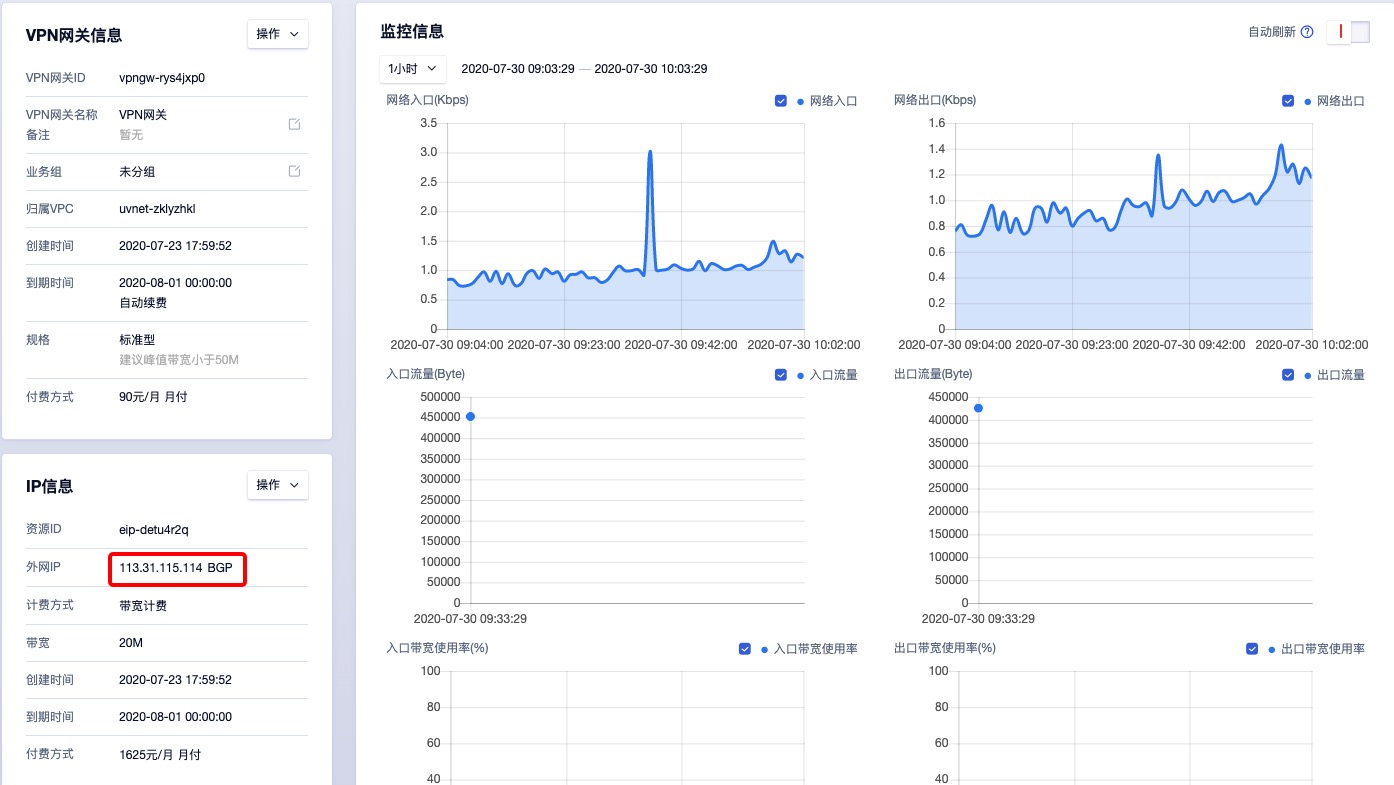 VPN网关信息
操作
VPN网关ID vpngw-rys4jxp0
VPN网关名称 VPN网关
备注 暂无
业务组 未分组
归属VPC uvnet-zklyzhkl
创建时间 2020-07-23 17:59:52
到期时间 2020-08-01 00:00:00
自动续费
规格 标准型
建议峰值带宽小于50M
付费方式 90元/月 月付
IP信息
操作
资源ID eip-detu4r2q
外网IP 113.31.115.114 BGP
计费方式 带宽计费
带宽 20M
创建时间 2020-07-23 17:59:52
到期时间 2020-08-01 00:00:00
付费方式 1625元/月 月付
监控信息
自动刷新 ?
1小时 2020-07-30 09:03:29 — 2020-07-30 10:03:29
网络入口(Kbps) 网络入口
3.5
3.0
2.5
2.0
1.5
1.0
0.5
0
2020-07-30 09:04:00 2020-07-30 09:23:00 2020-07-30 09:42:00 2020-07-30 10:02:00
网络出口(Kbps) 网络出口
1.6
1.4
1.2
1.0
0.8
0.6
0.4
0.2
0
2020-07-30 09:04:00 2020-07-30 09:23:00 2020-07-30 09:42:00 2020-07-30 10:02:00
入口流量(Byte) 入口流量
500000
450000
400000
350000
300000
250000
200000
150000
100000
50000
0
2020-07-30 09:33:29
出口流量(Byte) 出口流量
450000
400000
350000
300000
250000
200000
150000
100000
50000
0
2020-07-30 09:33:29
入口带宽使用率(%) 入口带宽使用率
100
80
60
40
出口带宽使用率(%) 出口带宽使用率
100
80
60
40